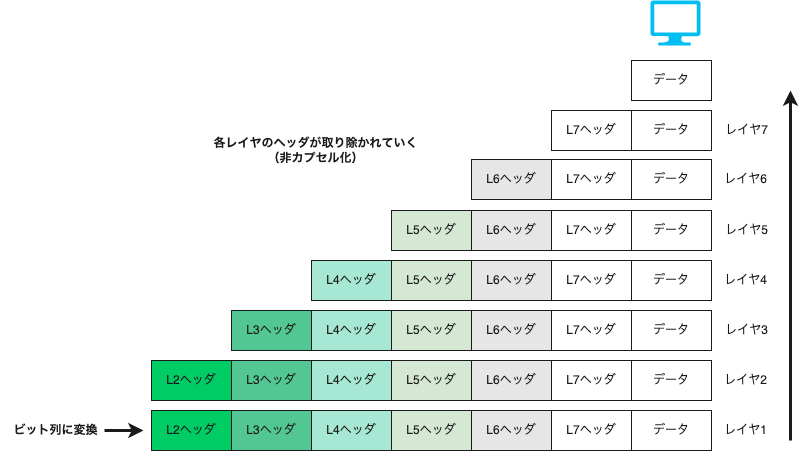 データ
L7ヘッダ データ レイヤ7
各レイヤのヘッダが取り除かれていく
(非カプセル化)
L6ヘッダ L7ヘッダ データ レイヤ6
L5ヘッダ L6ヘッダ L7ヘッダ データ レイヤ5
L4ヘッダ L5ヘッダ L6ヘッダ L7ヘッダ データ レイヤ4
L3ヘッダ L4ヘッダ L5ヘッダ L6ヘッダ L7ヘッダ データ レイヤ3
L2ヘッダ L3ヘッダ L4ヘッダ L5ヘッダ L6ヘッダ L7ヘッダ データ レイヤ2
ビット列に変換 L2ヘッダ L3ヘッダ L4ヘッダ L5ヘッダ L6ヘッダ L7ヘッダ データ レイヤ1